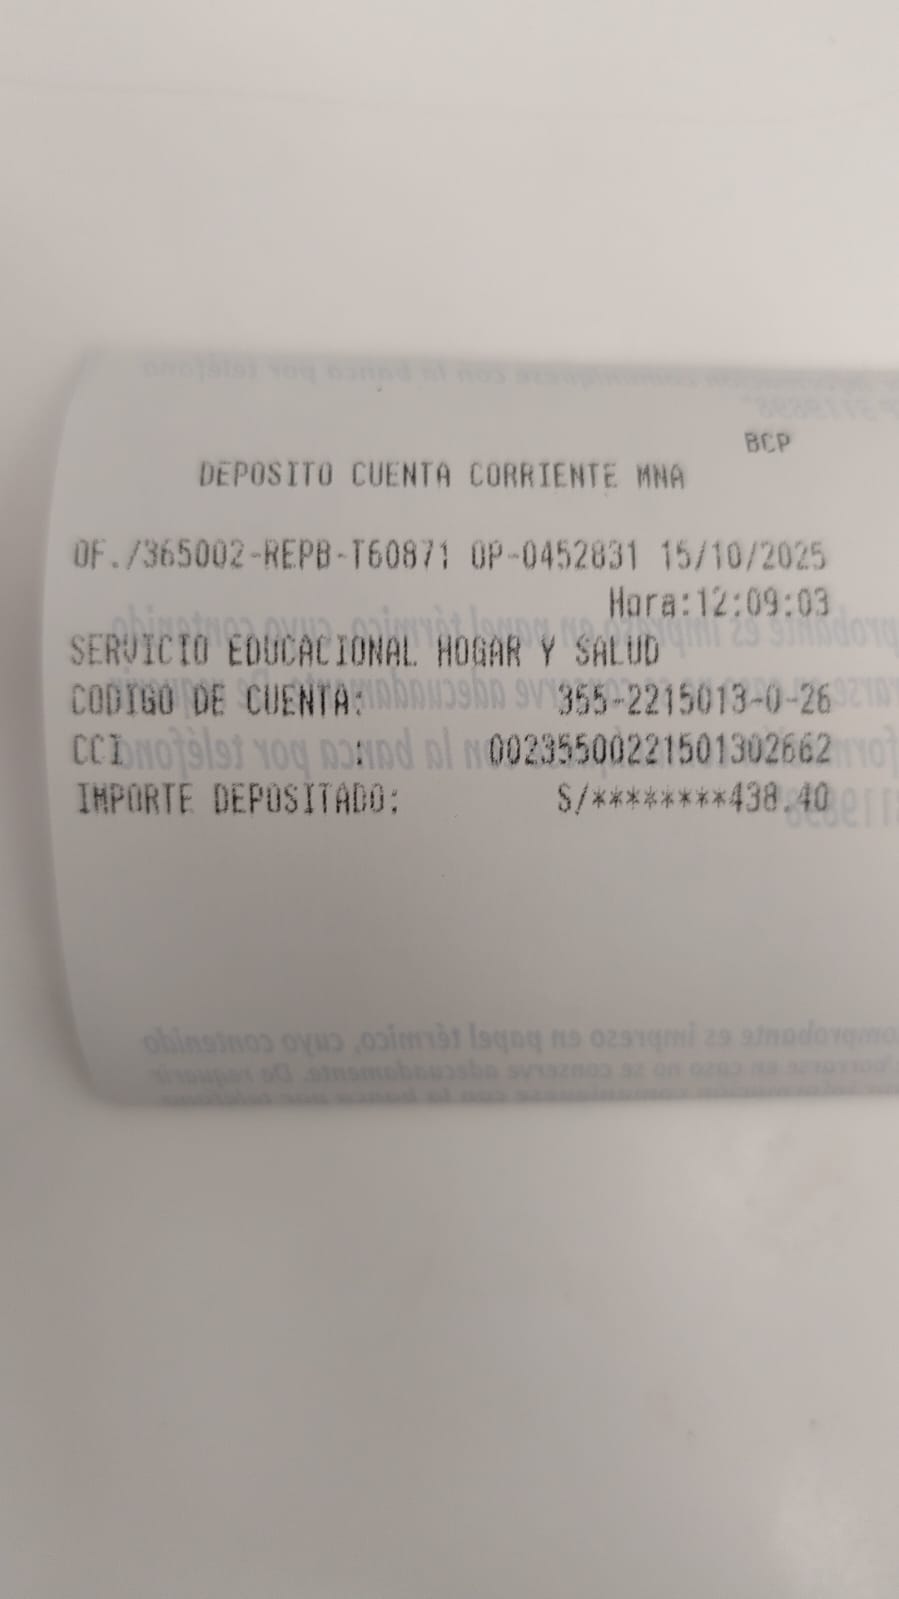 BCP
DEPOSITO CUENTA CORRIENTE MNA
OF./365002-REPB-T60871 OP-0452831 15/10/2025
Hora:12:09:03
SERVICIO EDUCACIONAL HOGAR Y SALUD
CODIGO DE CUENTA: 355-2215013-0-26
CCI : 00235500221501302662
IMPORTE DEPOSITADO: S/********438.40